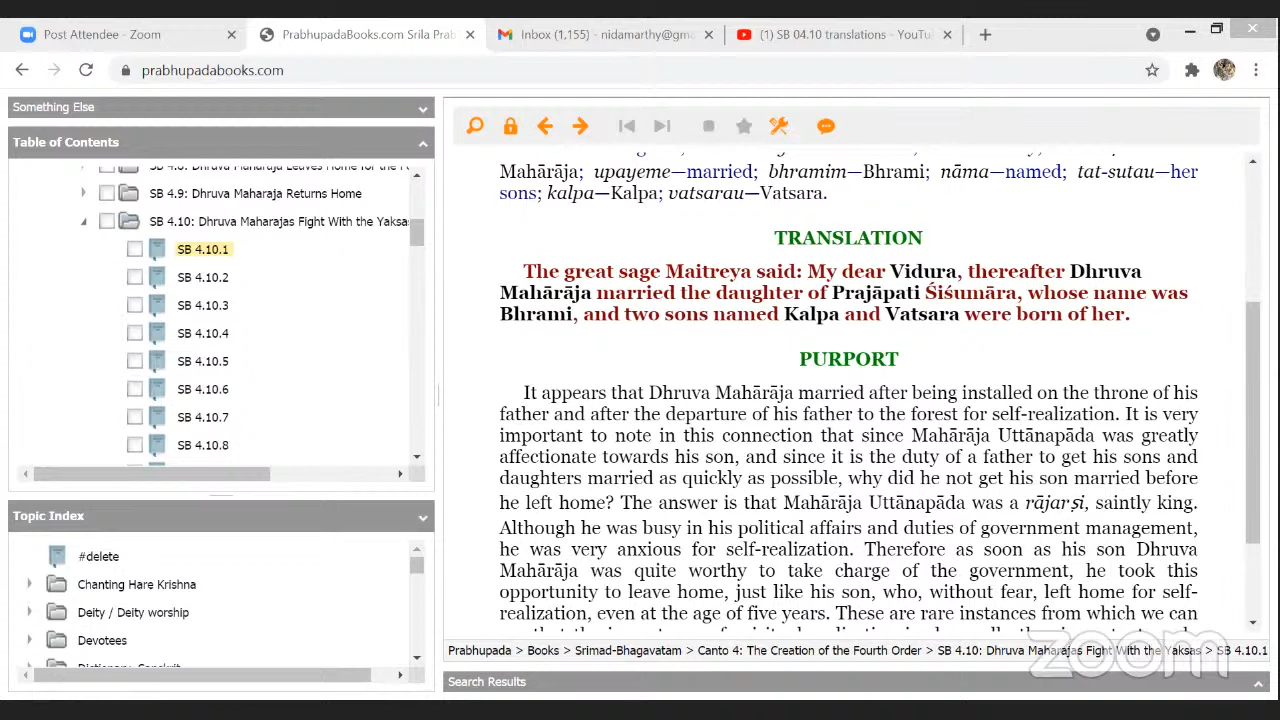 Post Attendee - Zoom
PrabhupadaBooks.com Srila Prab
Inbox (1,155) - nidamarthy@gm
(1) SB 04.10 translations - YouTu
prabhupadabooks.com
Something Else
Table of Contents
SB 4.8: Dhruva Maharaja Leaves Home for the F
SB 4.9: Dhruva Maharaja Returns Home
SB 4.10: Dhruva Maharajas Fight With the Yaksas
SB 4.10.1
SB 4.10.2
SB 4.10.3
SB 4.10.4
SB 4.10.5
SB 4.10.6
SB 4.10.7
SB 4.10.8
Topic Index
#delete
Chanting Hare Krishna
Deity / Deity worship
Devotees
Dictionary, Sanskrit
Mahārāja; upayeme—married; bhramim—Bhrami; nāma—named; tat-sutau—her
sons; kalpa—Kalpa; vatsarau—Vatsara.
TRANSLATION
The great sage Maitreya said: My dear Vidura, thereafter Dhruva
Mahārāja married the daughter of Prajāpati Śiśumāra, whose name was
Bhrami, and two sons named Kalpa and Vatsara were born of her.
PURPORT
It appears that Dhruva Mahārāja married after being installed on the throne of his
father and after the departure of his father to the forest for self-realization. It is very
important to note in this connection that since Mahārāja Uttānapāda was greatly
affectionate towards his son, and since it is the duty of a father to get his sons and
daughters married as quickly as possible, why did he not get his son married before
he left home? The answer is that Mahārāja Uttānapāda was a rājarṣi, saintly king.
Although he was busy in his political affairs and duties of government management,
he was very anxious for self-realization. Therefore as soon as his son Dhruva
Mahārāja was quite worthy to take charge of the government, he took this
opportunity to leave home, just like his son, who, without fear, left home for self-
realization, even at the age of five years. These are rare instances from which we can
Prabhupada > Books > Srimad-Bhagavatam > Canto 4: The Creation of the Fourth Order > SB 4.10: Dhruva Maharajas Fight With the Yaksas > SB 4.10.1
zoom
Search Results